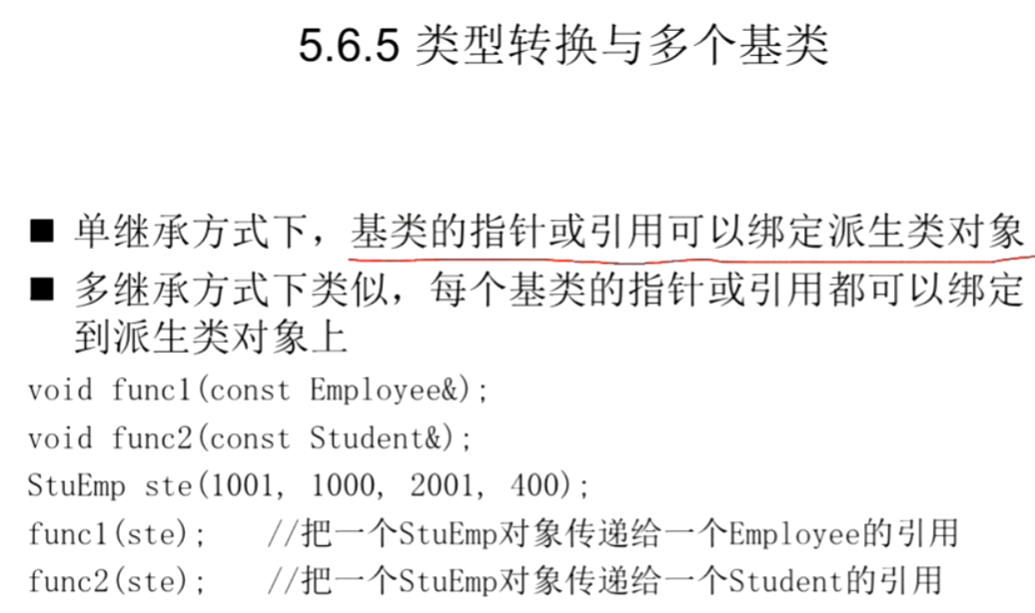 5.6.5 类型转换与多个基类
■ 单继承方式下，基类的指针或引用可以绑定派生类对象
■ 多继承方式下类似，每个基类的指针或引用都可以绑定
到派生类对象上
void func1(const Employee&);
void func2(const Student&);
StuEmp ste(1001, 1000, 2001, 400);
func1(ste); //把一个StuEmp对象传递给一个Employee的引用
func2(ste); //把一个StuEmp对象传递给一个Student的引用